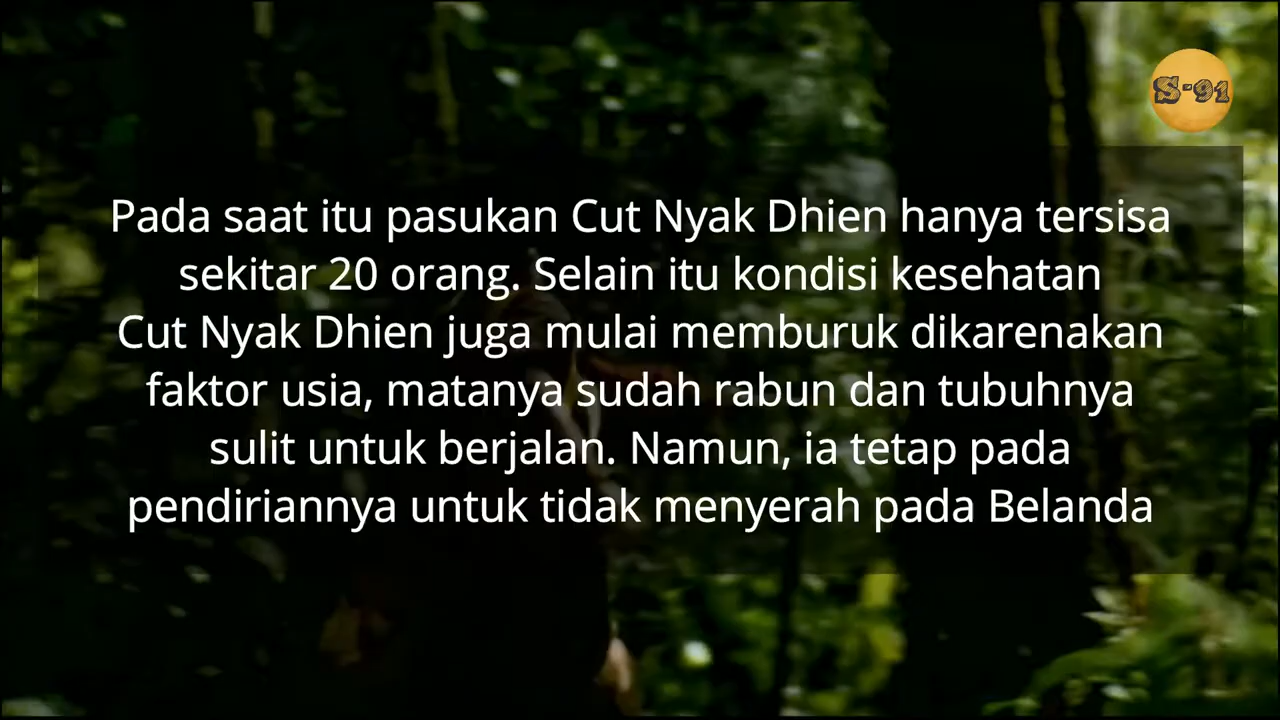 S-91
Pada saat itu pasukan Cut Nyak Dhien hanya tersisa
sekitar 20 orang. Selain itu kondisi kesehatan
Cut Nyak Dhien juga mulai memburuk dikarenakan
faktor usia, matanya sudah rabun dan tubuhnya
sulit untuk berjalan. Namun, ia tetap pada
pendiriannya untuk tidak menyerah pada Belanda